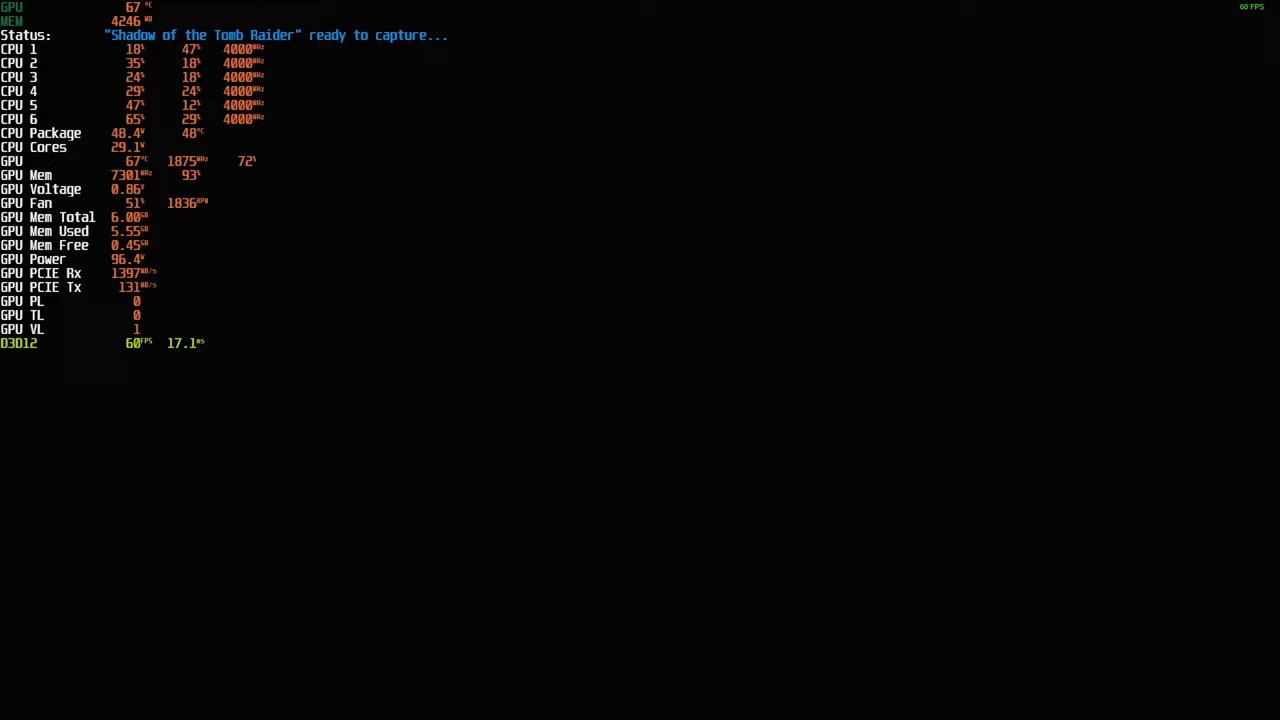 GPU 67 °C
60 FPS
MEM 4246 MB
Status: "Shadow of the Tomb Raider" ready to capture...
CPU 1 18% 47% 4000MHz
CPU 2 35% 18% 4000MHz
CPU 3 24% 18% 4000MHz
CPU 4 29% 24% 4000MHz
CPU 5 47% 12% 4000MHz
CPU 6 65% 29% 4000MHz
CPU Package 48.4W 48°C
CPU Cores 29.1W
GPU 67°C 1875MHz 72%
GPU Mem 7301MHz 93%
GPU Voltage 0.86V
GPU Fan 51% 1836RPM
GPU Mem Total 6.00GB
GPU Mem Used 5.55GB
GPU Mem Free 0.45GB
GPU Power 96.4W
GPU PCIE Rx 1397MB/s
GPU PCIE Tx 131MB/s
GPU PL 0
GPU TL 0
GPU VL 1
D3D12 60FPS 17.1ms